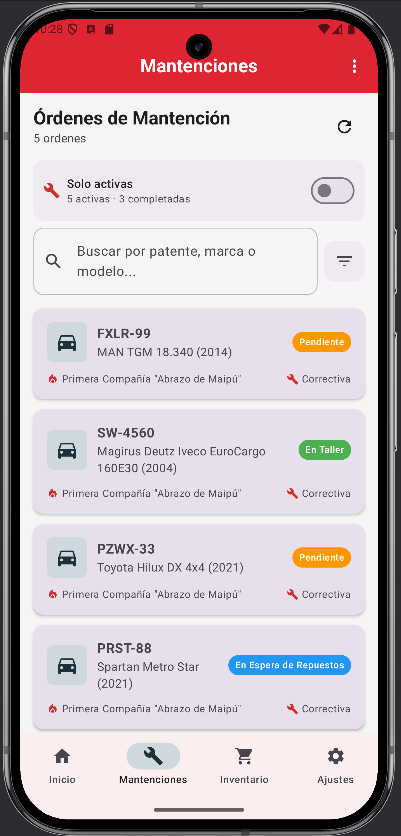 10:28
Mantenciones
Órdenes de Mantención
5 ordenes
Solo activas
5 activas · 3 completadas
Buscar por patente, marca o
modelo...
FXLR-99
MAN TGM 18.340 (2014)
Pendiente
Primera Compañía "Abrazo de Maipú"
Correctiva
SW-4560
Magirus Deutz Iveco EuroCargo
160E30 (2004)
En Taller
Primera Compañía "Abrazo de Maipú"
Correctiva
PZWX-33
Toyota Hilux DX 4x4 (2021)
Pendiente
Primera Compañía "Abrazo de Maipú"
Correctiva
PRST-88
Spartan Metro Star
(2021)
En Espera de Repuestos
Primera Compañía "Abrazo de Maipú"
Correctiva
Inicio
Mantenciones
Inventario
Ajustes